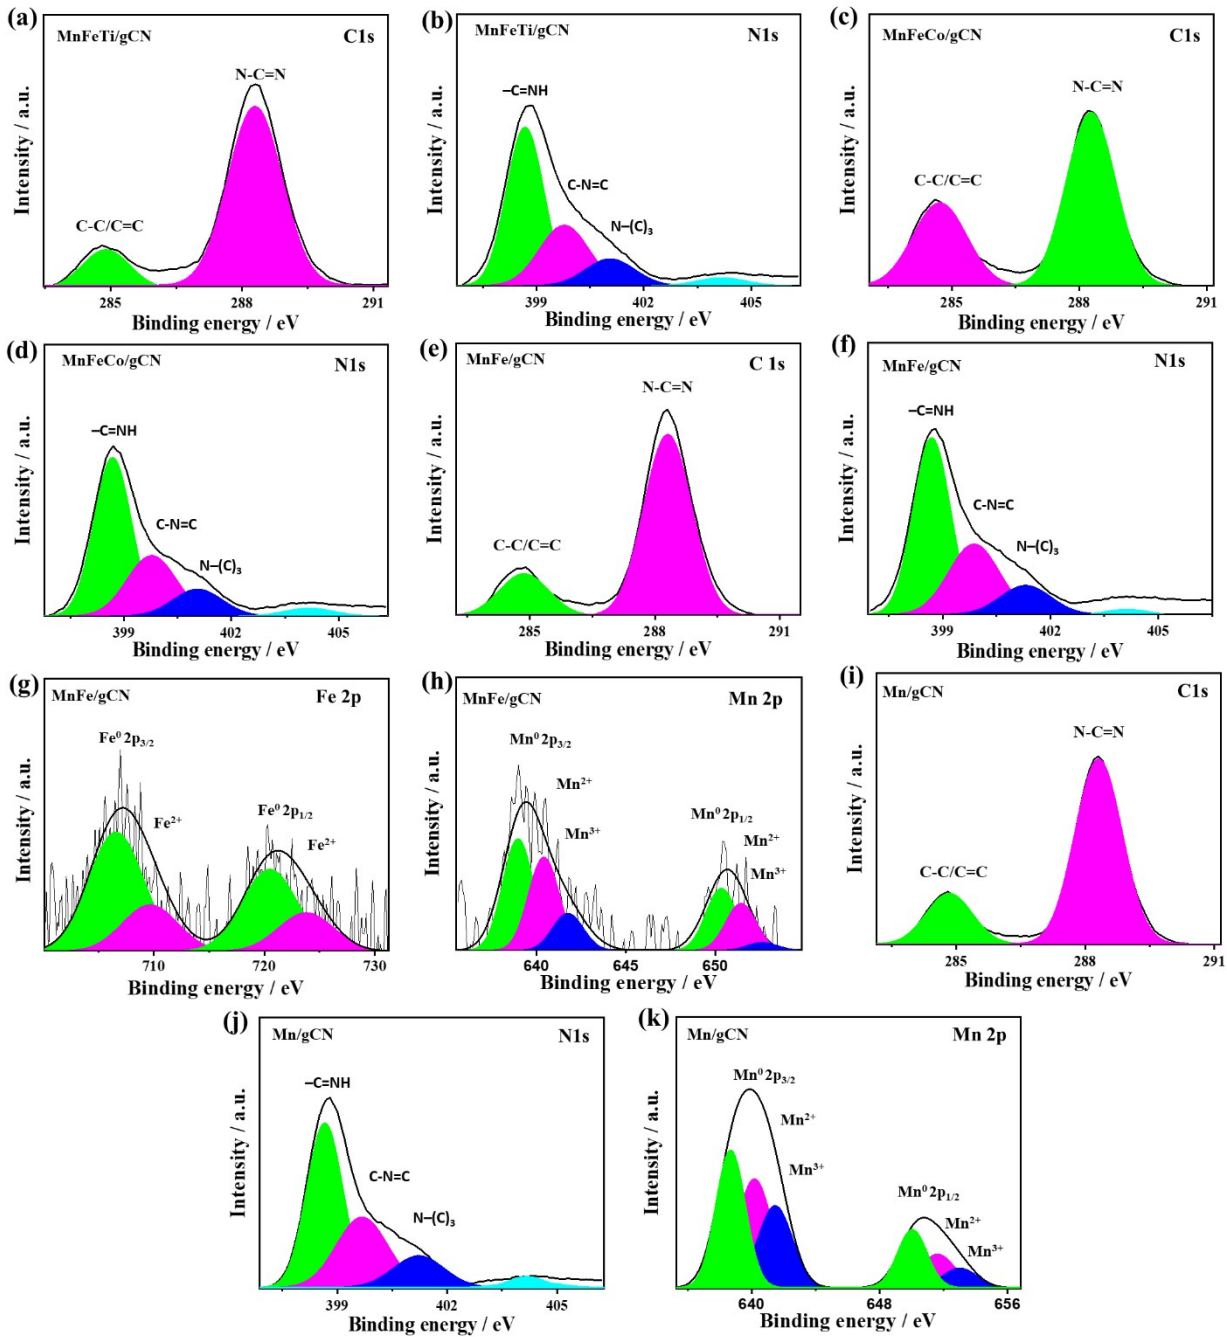 (a)
MnFeTi/gCN
C1s
N-C=N
C-C/C=C
Intensity / a.u.
285
288
291
Binding energy / eV
(b)
MnFeTi/gCN
N1s
–C=NH
C-N=C
N–(C)₃
Intensity / a.u.
399
402
405
Binding energy / eV
(c)
MnFeCo/gCN
C1s
N-C=N
C-C/C=C
Intensity / a.u.
285
288
291
Binding energy / eV
(d)
MnFeCo/gCN
N1s
–C=NH
C-N=C
N–(C)₃
Intensity / a.u.
399
402
405
Binding energy / eV
(e)
MnFe/gCN
C 1s
N-C=N
C-C/C=C
Intensity / a.u.
285
288
291
Binding energy / eV
(f)
MnFe/gCN
N1s
–C=NH
C-N=C
N–(C)₃
Intensity / a.u.
399
402
405
Binding energy / eV
(g)
MnFe/gCN
Fe 2p
Fe⁰ 2p₃/₂
Fe²⁺
Fe⁰ 2p₁/₂
Fe²⁺
Intensity / a.u.
710
720
730
Binding energy / eV
(h)
MnFe/gCN
Mn 2p
Mn⁰ 2p₃/₂
Mn²⁺
Mn³⁺
Mn⁰ 2p₁/₂
Mn²⁺
Mn³⁺
Intensity / a.u.
640
645
650
Binding energy / eV
(i)
Mn/gCN
C1s
N-C=N
C-C/C=C
Intensity / a.u.
285
288
291
Binding energy / eV
(j)
Mn/gCN
N1s
–C=NH
C-N=C
N–(C)₃
Intensity / a.u.
399
402
405
Binding energy / eV
(k)
Mn/gCN
Mn 2p
Mn⁰ 2p₃/₂
Mn²⁺
Mn³⁺
Mn⁰ 2p₁/₂
Mn²⁺
Mn³⁺
Intensity / a.u.
640
648
656
Binding energy / eV